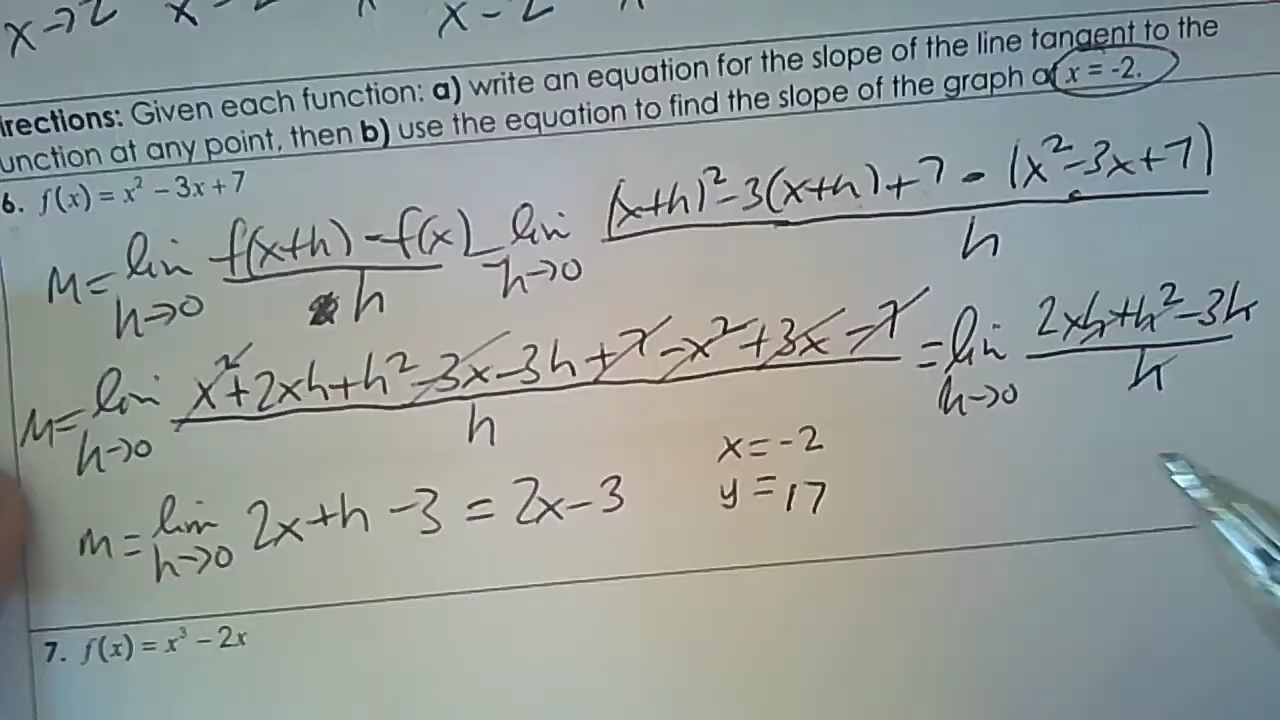 x→2 x - 2 x - 2
irections: Given each function: a) write an equation for the slope of the line tangent to the
unction at any point, then b) use the equation to find the slope of the graph a x = -2.
6. f(x) = x² − 3x + 7
M = lim h→0 f(x+h) - f(x) / h lim h→0 (x+h)² - 3(x+h) + 7 - (x² - 3x + 7) / h
M = lim h→0 x² + 2xh + h² - 3x - 3h + 7 - x² + 3x - 7 / h = lim h→0 2xh + h² - 3h / h
x = -2
m = lim h→0 2x + h - 3 = 2x - 3
y = 17
7. f(x) = x³ − 2x